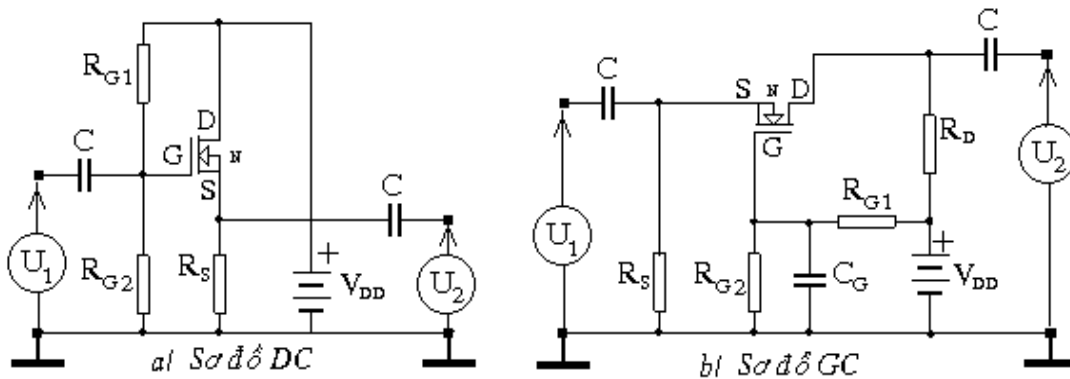 R_G1
C
G
D
N
S
C
U_1
R_G2
R_S
+
V_DD
U_2
a/ Sơ đồ DC
C
S
N
D
G
C
R_D
U_2
R_G1
U_1
R_S
R_G2
C_G
+
V_DD
b/ Sơ đồ GC